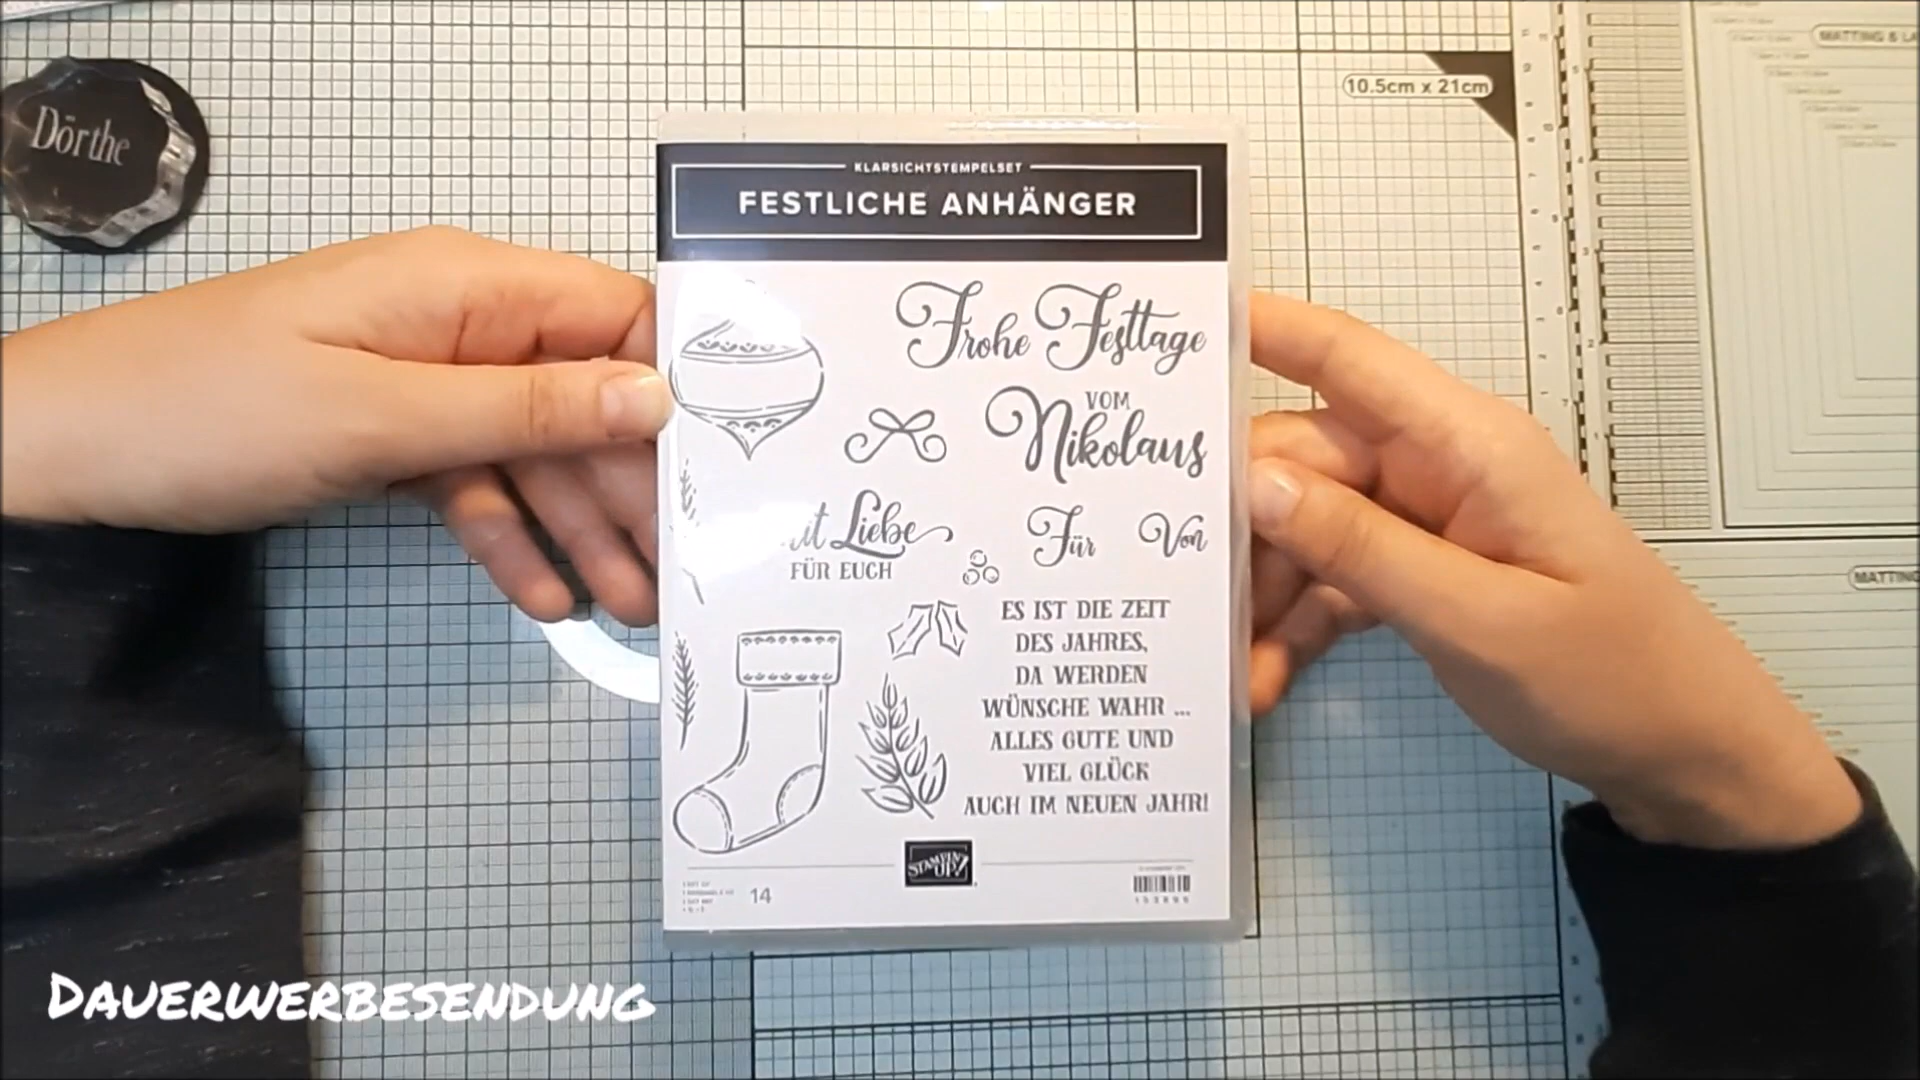 MATTING & LA
10.5cm x 21cm
Dörthe
KLARSICHTSTEMPELSET
FESTLICHE ANHÄNGER
Frohe Festtage
VOM
Nikolaus
Liebe
FÜR EUCH
Für
Von
ES IST DIE ZEIT
DES JAHRES,
DA WERDEN
WÜNSCHE WAHR ...
ALLES GUTE UND
VIEL GLÜCK
AUCH IM NEUEN JAHR!
STAMPIN' UP!
14
MATTING
DAUERWERBESENDUNG